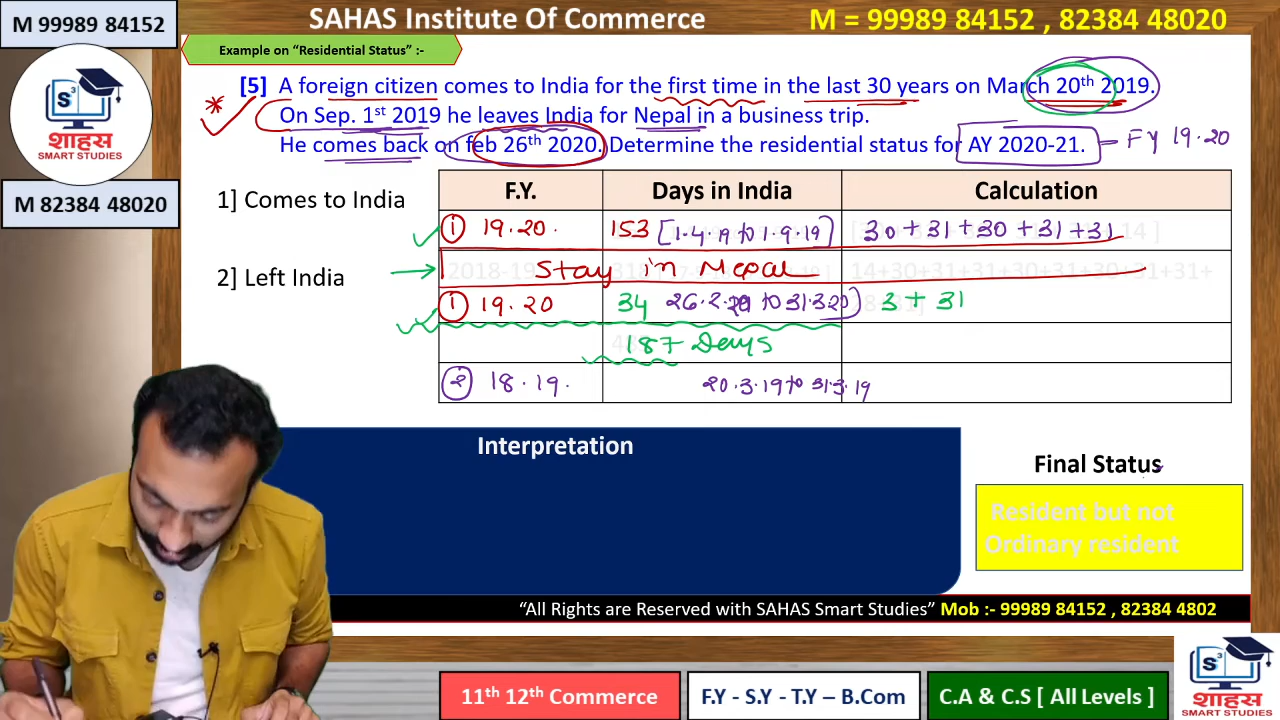 M 99989 84152
SAHAS Institute Of Commerce
M = 99989 84152 , 82384 48020
Example on “Residential Status” :-
[5] A foreign citizen comes to India for the first time in the last 30 years on March 20th 2019.
On Sep. 1st 2019 he leaves India for Nepal in a business trip.
He comes back on feb 26th 2020. Determine the residential status for AY 2020-21. – FY 19.20
S3
शाहस
SMART STUDIES
M 82384 48020
1] Comes to India
2] Left India
F.Y. Days in India Calculation
① 19.20. 153 [1.4.19 to 1.9.19] 30 + 31 + 30 + 31 + 31
Stay in Nepal
① 19.20 34 26.2.20 to 31.3.20) 3 + 31
187 Days
② 18.19. 20.3.19 to 31.3.19
Interpretation
Final Status
Resident but not
Ordinary resident
“All Rights are Reserved with SAHAS Smart Studies” Mob :- 99989 84152 , 82384 4802
11th 12th Commerce
F.Y - S.Y - T.Y – B.Com
C.A & C.S [ All Levels ]
S3
शाहस
SMART STUDIES